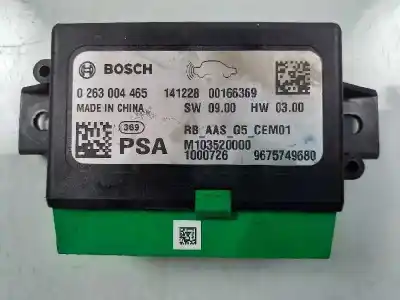 BOSCH
0 263 004 465 141228 00166369
MADE IN CHINA SW 09.00 HW 03.00
369 RB_AAS_G5_CEM01
PSA M103520000
1000726 9675749680